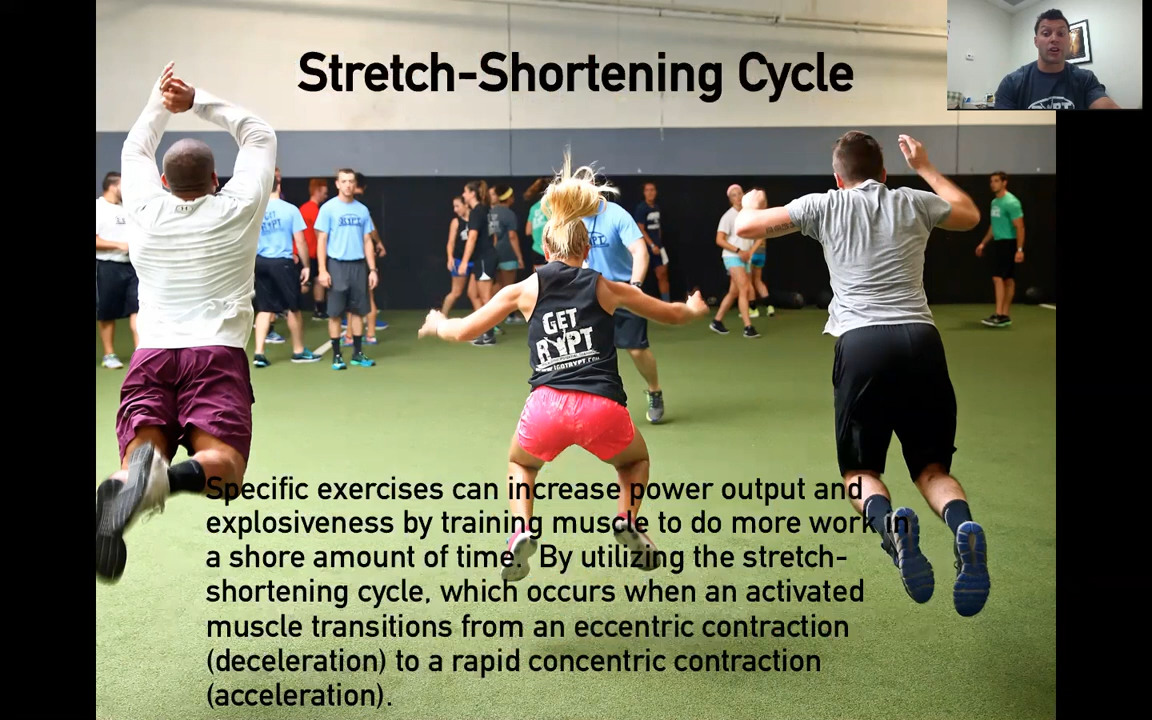 Stretch-Shortening Cycle
GET
R PT
GET
Specific exercises can increase power output and
explosiveness by training muscle to do more work in
a shore amount of time.  By utilizing the stretch-
shortening cycle, which occurs when an activated
muscle transitions from an eccentric contraction
(deceleration) to a rapid concentric contraction
(acceleration).